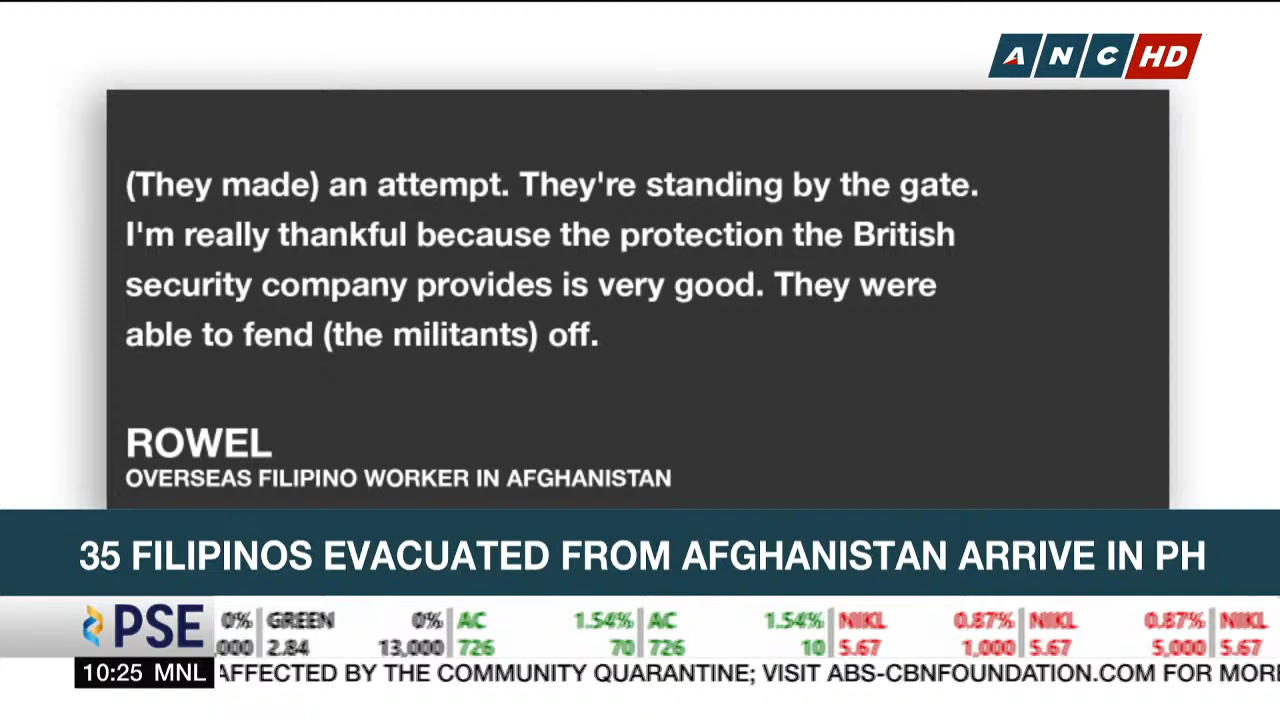 ANC HD
(They made) an attempt. They're standing by the gate.
I'm really thankful because the protection the British
security company provides is very good. They were
able to fend (the militants) off.
ROWEL
OVERSEAS FILIPINO WORKER IN AFGHANISTAN
35 FILIPINOS EVACUATED FROM AFGHANISTAN ARRIVE IN PH
PSE 0% GREEN 0% AC 1.54% AC 1.54% NIKL 0.87% NIKL 0.87% NIKL
,000 2.84 13,000 726 70 726 10 5.67 1,000 5.67 5,000 5.67
10:25 MNL AFFECTED BY THE COMMUNITY QUARANTINE; VISIT ABS-CBNFOUNDATION.COM FOR MORE